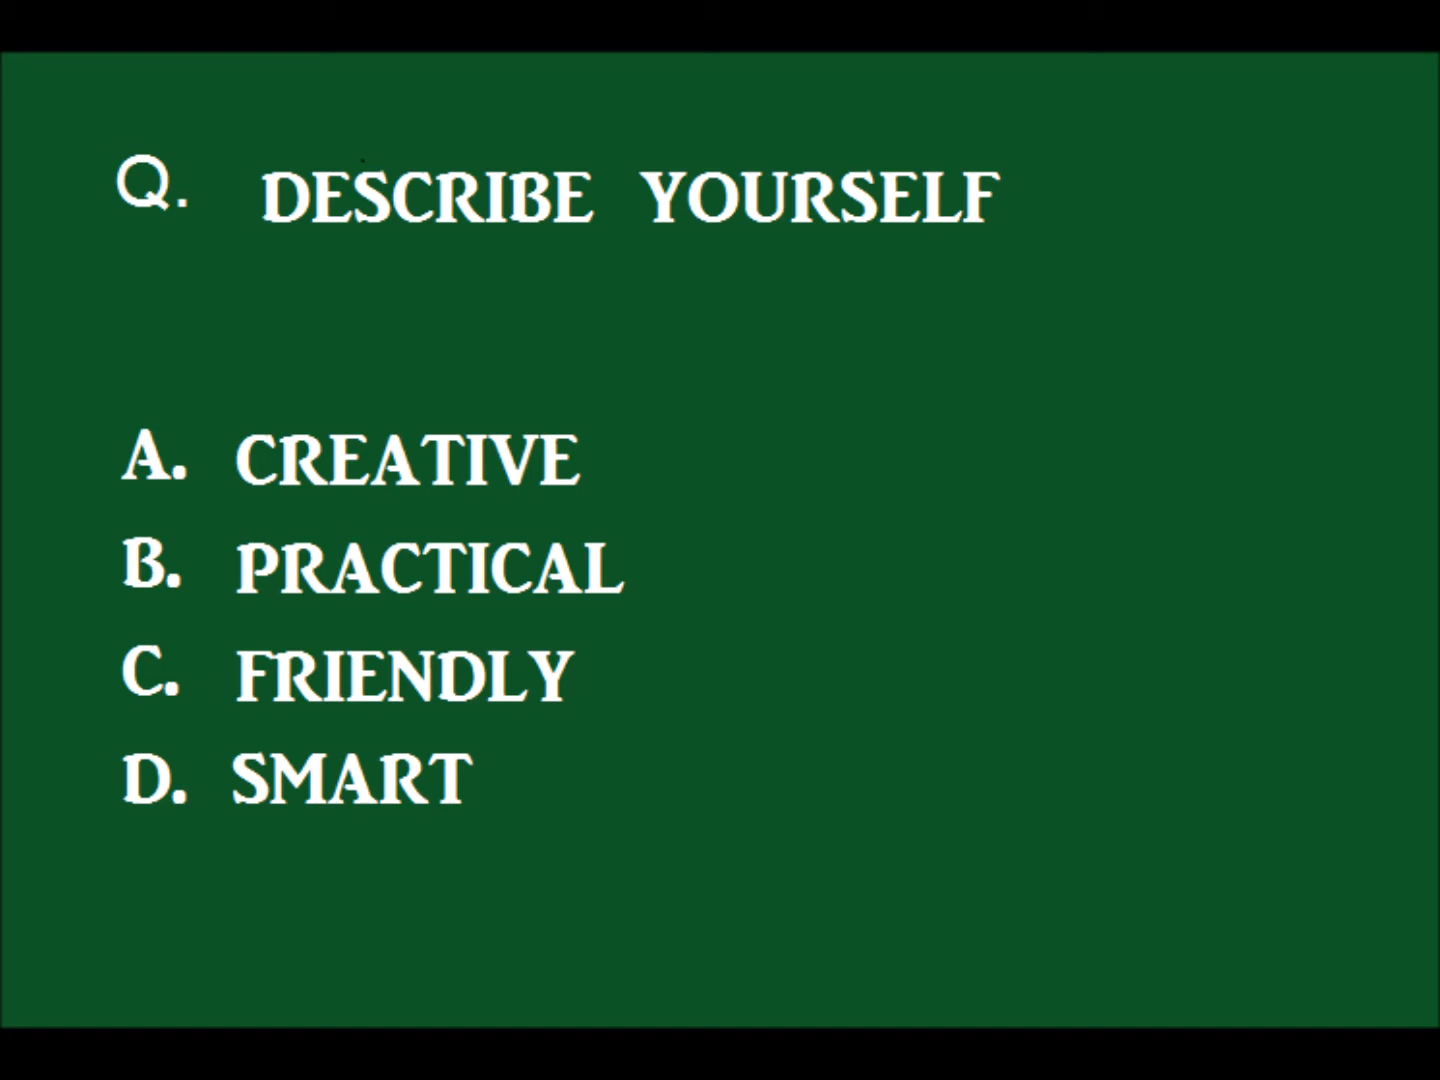 Q. DESCRIBE YOURSELF
A. CREATIVE
B. PRACTICAL
C. FRIENDLY
D. SMART